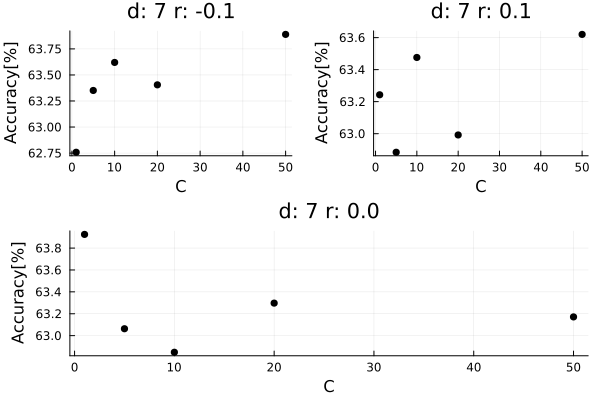 d: 7 r: -0.1
Accuracy[%]
63.75
63.50
63.25
63.00
62.75
0 10 20 30 40 50
C
d: 7 r: 0.1
Accuracy[%]
63.6
63.4
63.2
63.0
0 10 20 30 40 50
C
d: 7 r: 0.0
Accuracy[%]
63.8
63.6
63.4
63.2
63.0
0 10 20 30 40 50
C